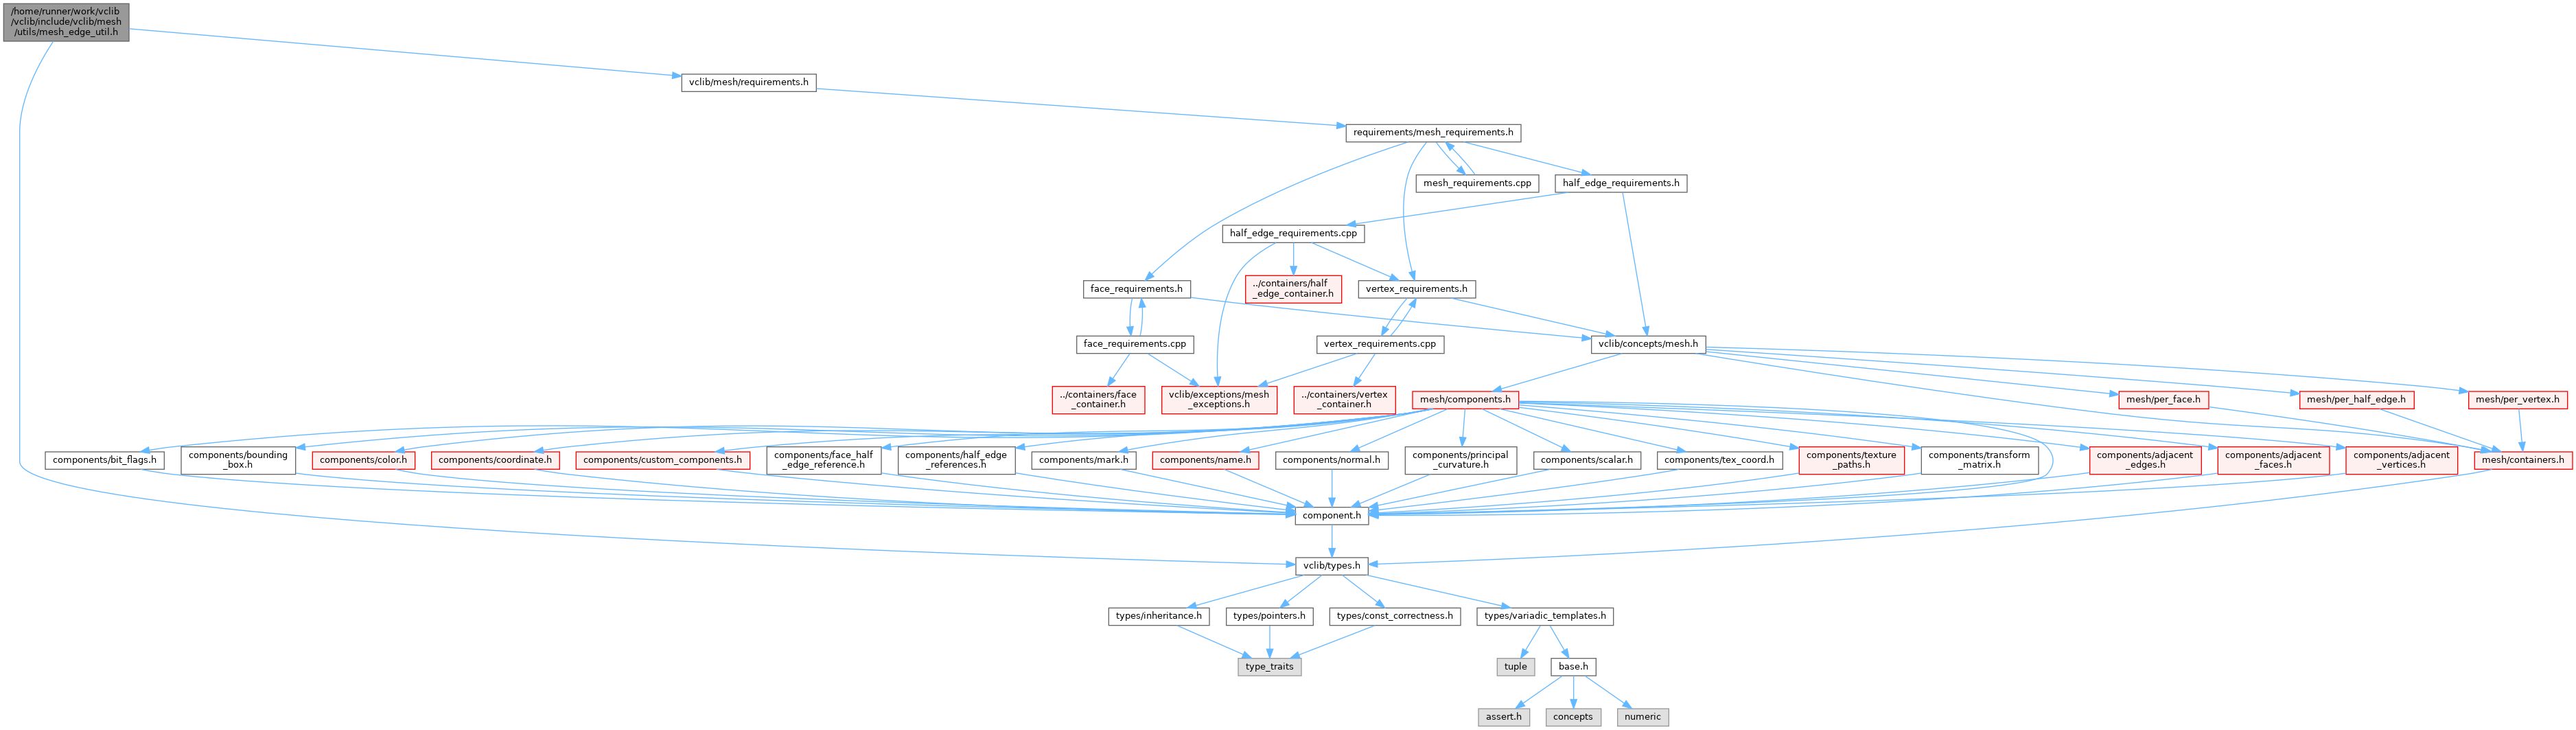 /home/runner/work/vclib
/vclib/include/vclib/mesh
/utils/mesh_edge_util.h
vclib/mesh/requirements.h
requirements/mesh_requirements.h
mesh_requirements.cpp
half_edge_requirements.h
half_edge_requirements.cpp
face_requirements.h
../containers/half
_edge_container.h
vertex_requirements.h
face_requirements.cpp
vertex_requirements.cpp
vclib/concepts/mesh.h
../containers/face
_container.h
vclib/exceptions/mesh
_exceptions.h
../containers/vertex
_container.h
mesh/components.h
mesh/per_face.h
mesh/per_half_edge.h
mesh/per_vertex.h
components/bit_flags.h
components/bounding
_box.h
components/color.h
components/coordinate.h
components/custom_components.h
components/face_half
_edge_reference.h
components/half_edge
_references.h
components/mark.h
components/name.h
components/normal.h
components/principal
_curvature.h
components/scalar.h
components/tex_coord.h
components/texture
_paths.h
components/transform
_matrix.h
components/adjacent
_edges.h
components/adjacent
_faces.h
components/adjacent
_vertices.h
mesh/containers.h
component.h
vclib/types.h
types/inheritance.h
types/pointers.h
types/const_correctness.h
types/variadic_templates.h
type_traits
tuple
base.h
assert.h
concepts
numeric